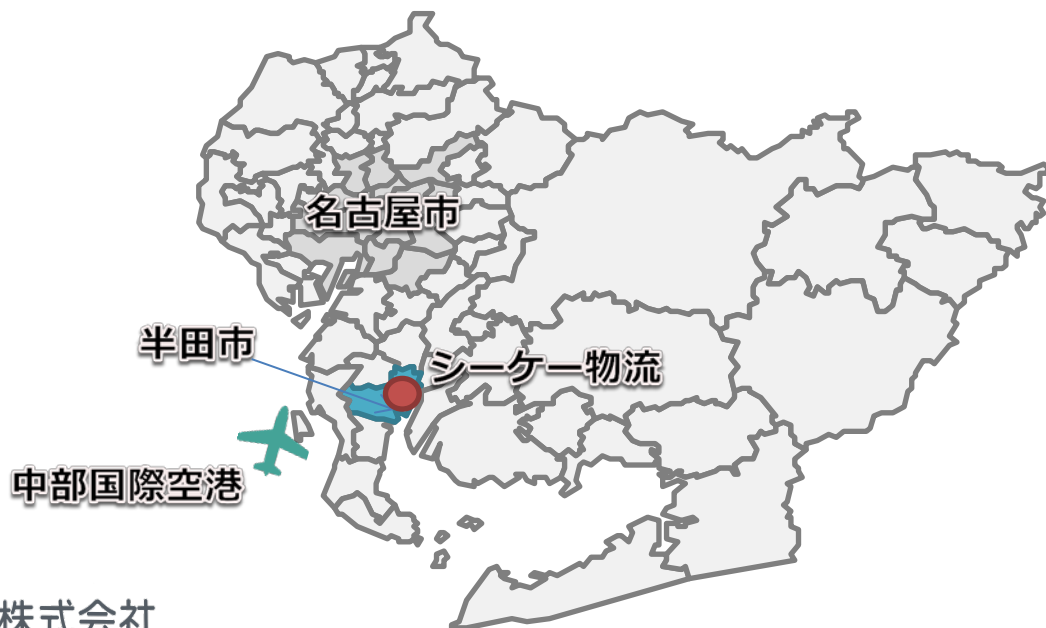 名古屋市
半田市
シーケー物流
中部国際空港
株式会社